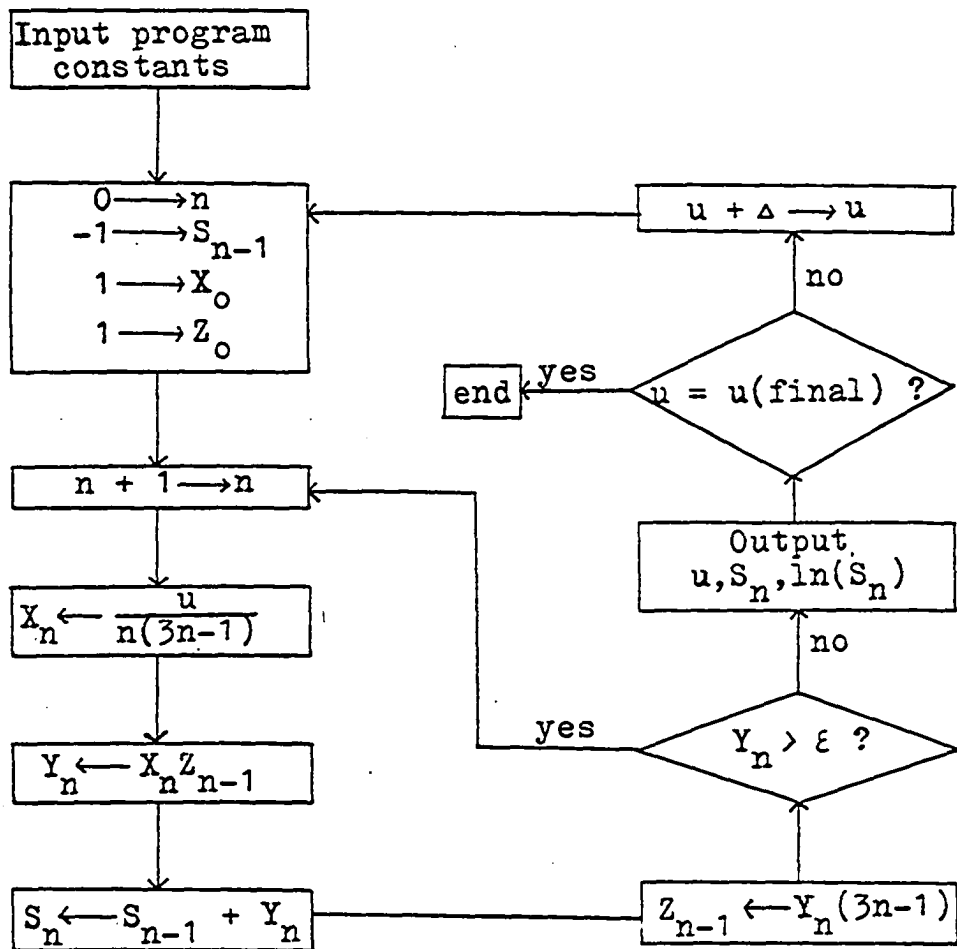 Input program
constants
0 ⟶ n
-1 ⟶ S_{n-1}
1 ⟶ X_o
1 ⟶ Z_o
n + 1 ⟶ n
X_n ⟵ u / n(3n-1)
Y_n ⟵ X_n Z_{n-1}
S_n ⟵ S_{n-1} + Y_n
Z_{n-1} ⟵ Y_n(3n-1)
Y_n > ε ?
yes
no
Output
u,S_n,ln(S_n)
u = u(final) ?
yes
end
no
u + Δ ⟶ u